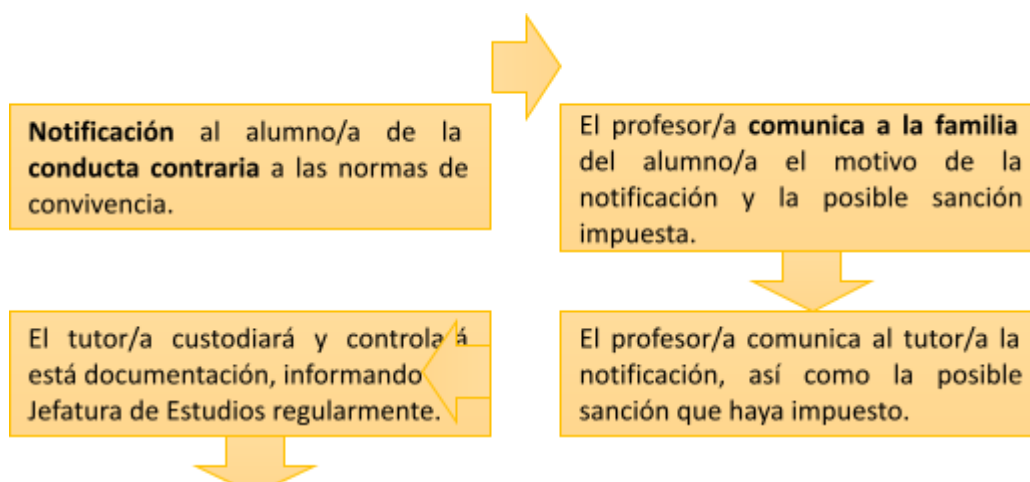 Notificación al alumno/a de la
conducta contraria a las normas de
convivencia.
El profesor/a comunica a la familia
del alumno/a el motivo de la
notificación y la posible sanción
impuesta.
El profesor/a comunica al tutor/a la
notificación, así como la posible
sanción que haya impuesto.
El tutor/a custodiará y controlará
está documentación, informando
Jefatura de Estudios regularmente.